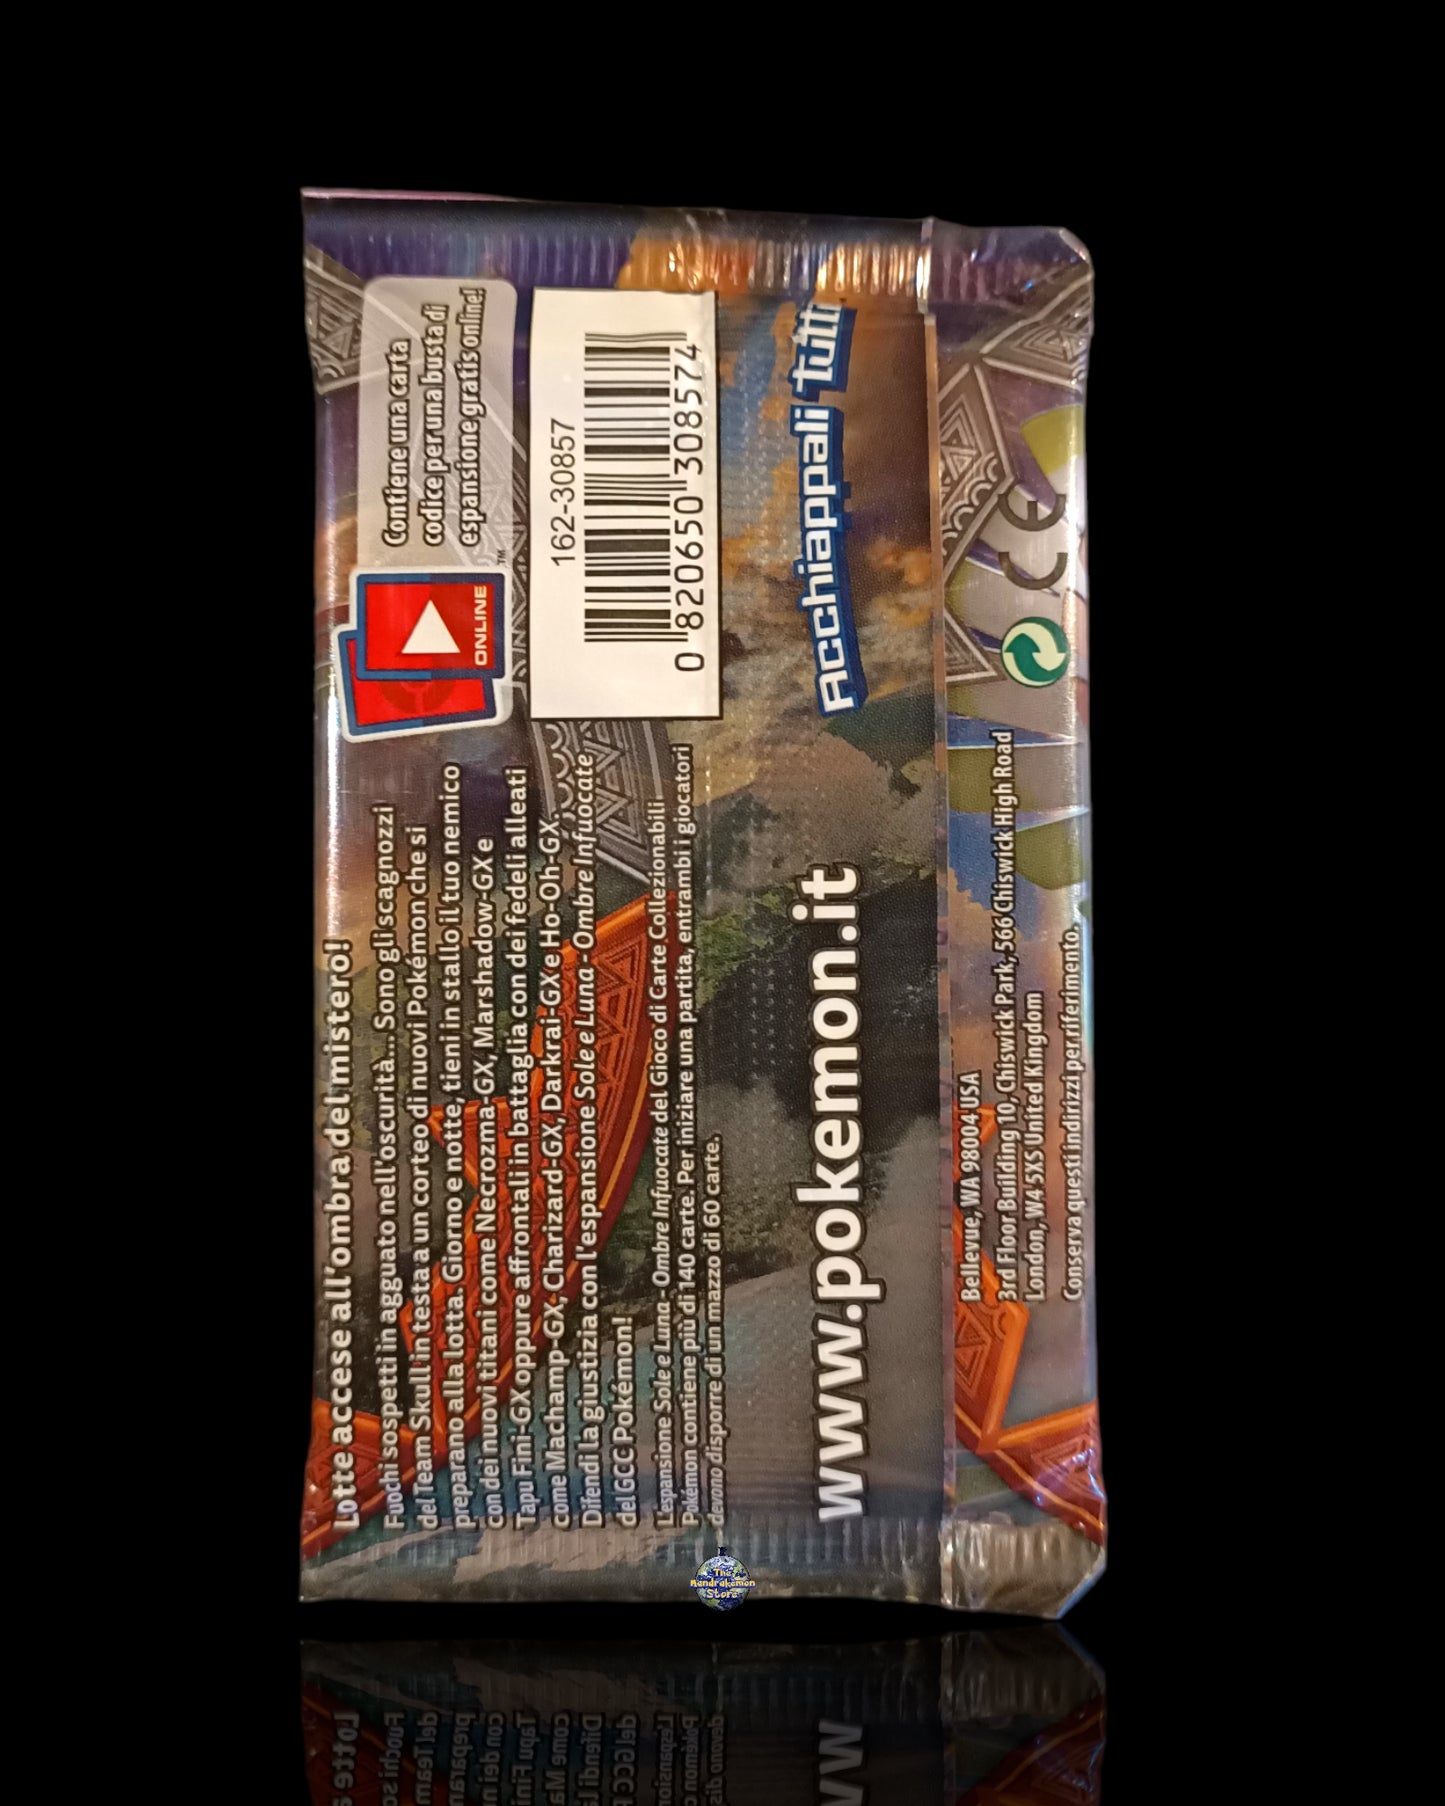 Lotte accese all'ombra del mistero!
Fuochi sospetti in agguato nell'oscurità... Sono gli scagnozzi
del Team Skull in testa a un corteo di nuovi Pokémon che si
preparano alla lotta. Giorno e notte, tieni in stallo il tuo nemico
con dei nuovi titani come Necrozma-GX, Marshadow-GX e
Tapu Fini-GX oppure affrontali in battaglia con dei fedeli alleati
come Machamp-GX, Charizard-GX, Darkrai-GX e Ho-Oh-GX.
Difendi la giustizia con l'espansione Sole e Luna - Ombre Infuocate
del GCC Pokémon!
L'espansione Sole e Luna - Ombre Infuocate del Gioco di Carte Collezionabili
Pokémon contiene più di 140 carte. Per iniziare una partita, entrambi i giocatori
devono disporre di un mazzo di 60 carte.
ONLINE
TM
Contiene una carta
codice per una busta di
espansione gratis online!
162-30857
0 820650 308574
www.pokemon.it
Acchiappali tutti
Bellevue, WA 98004 USA
3rd Floor Building 10, Chiswick Park, 566 Chiswick High Road
London, W4 5XS United Kingdom
Conserva questi indirizzi per riferimento.
CE
The
Mandrakemon
Store